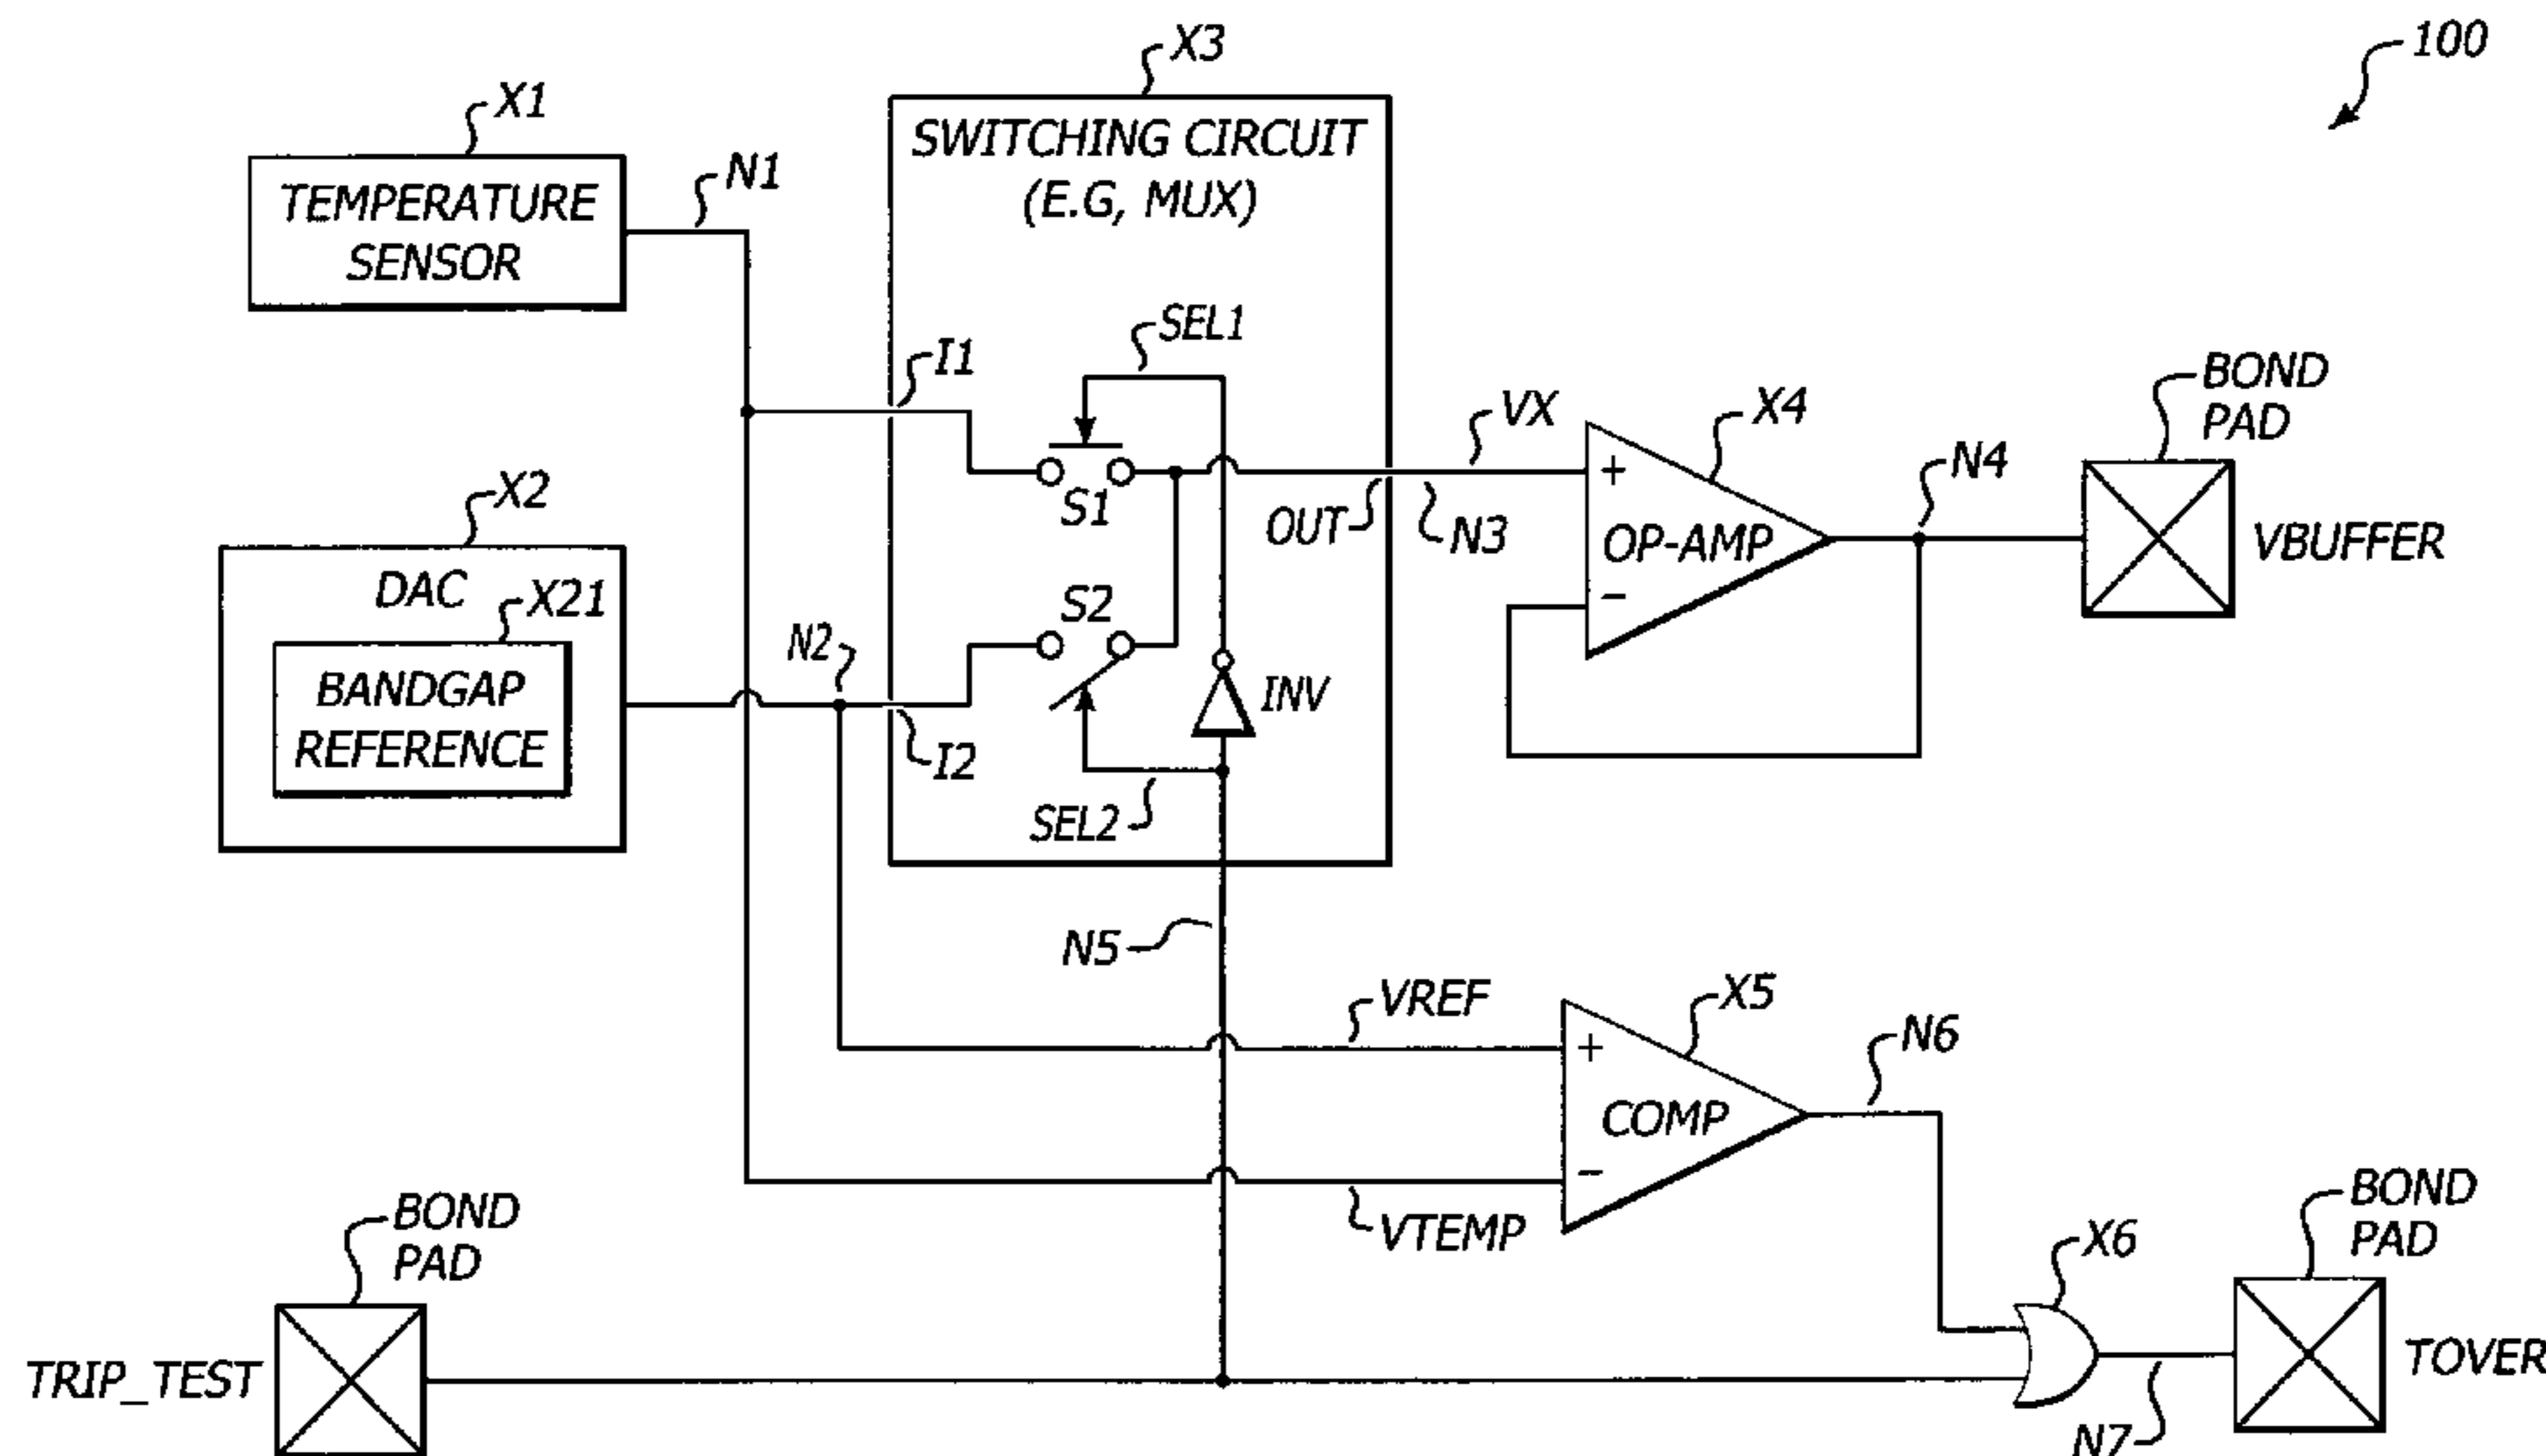 100
X3
X1
SWITCHING CIRCUIT
(E.G, MUX)
N1
TEMPERATURE
SENSOR
SEL1
I1
BOND
PAD
VX
X4
S1
+
N4
X2
OUT
N3
OP-AMP
VBUFFER
DAC
X21
S2
−
N2
BANDGAP
REFERENCE
INV
I2
SEL2
N5
VREF
X5
+
N6
COMP
−
VTEMP
BOND
PAD
BOND
PAD
X6
TRIP_TEST
TOVER
N7